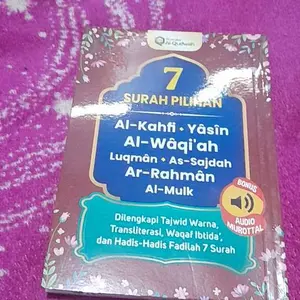 7
SURAH PILIHAN
Al-Kahfi • Yâsîn
Al-Wâqi'ah
Luqmân • As-Sajdah
Ar-Rahmân
Al-Mulk
BONUS
AUDIO
MUROTTAL
Dilengkapi Tajwid Warna,
Transliterasi, Waqaf Ibtida',
dan Hadis-Hadis Fadilah 7 Surah